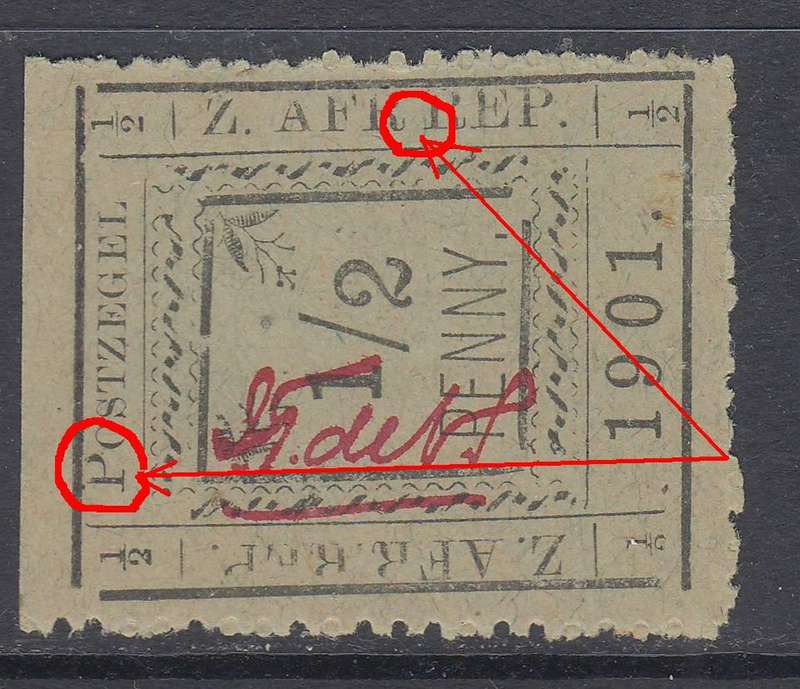 ½ Z. AFR REP. ½
POSTZEGEL
1/2
PENNY.
1901.
½ Z. AFR. REP. ½